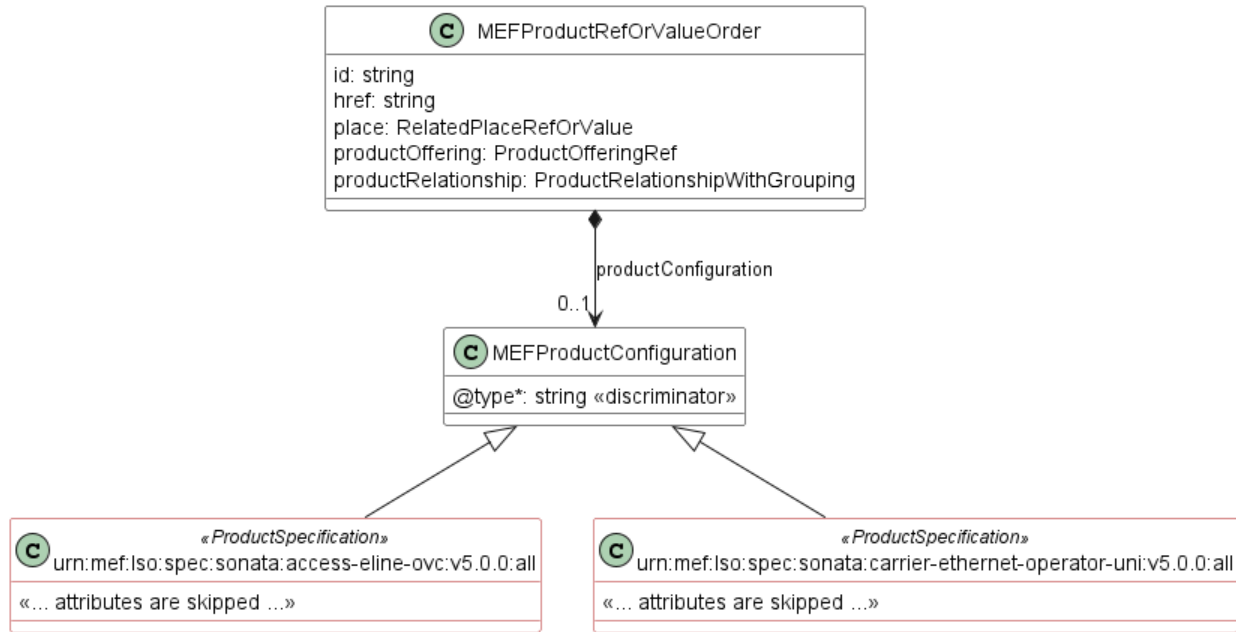 C MEFProductRefOrValueOrder
id: string
href: string
place: RelatedPlaceRefOrValue
productOffering: ProductOfferingRef
productRelationship: ProductRelationshipWithGrouping
productConfiguration
0..1
C MEFProductConfiguration
@type*: string «discriminator»
«ProductSpecification»
C urn:mef:lso:spec:sonata:access-eline-ovc:v5.0.0:all
«... attributes are skipped ...»
«ProductSpecification»
C urn:mef:lso:spec:sonata:carrier-ethernet-operator-uni:v5.0.0:all
«... attributes are skipped ...»